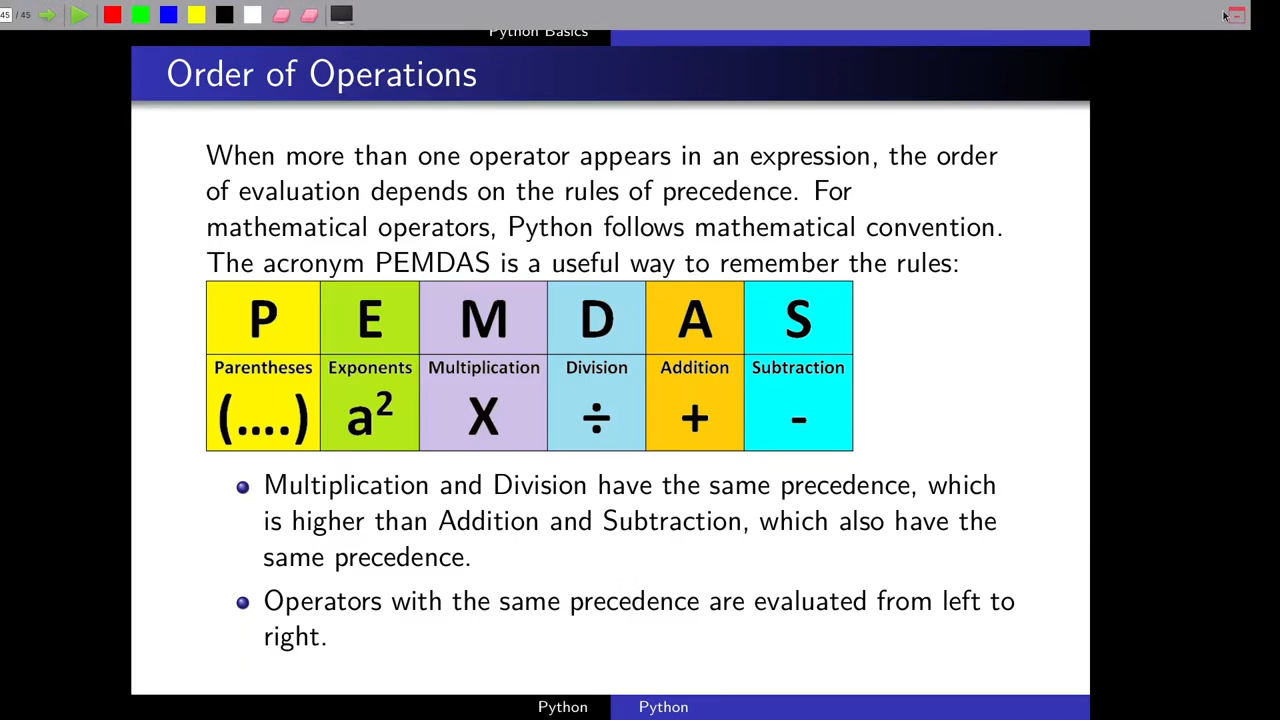 45 / 45
Python Basics
Order of Operations
When more than one operator appears in an expression, the order
of evaluation depends on the rules of precedence. For
mathematical operators, Python follows mathematical convention.
The acronym PEMDAS is a useful way to remember the rules:
P E M D A S
Parentheses Exponents Multiplication Division Addition Subtraction
(....) a² X ÷ + -
Multiplication and Division have the same precedence, which
is higher than Addition and Subtraction, which also have the
same precedence.
Operators with the same precedence are evaluated from left to
right.
Python Python